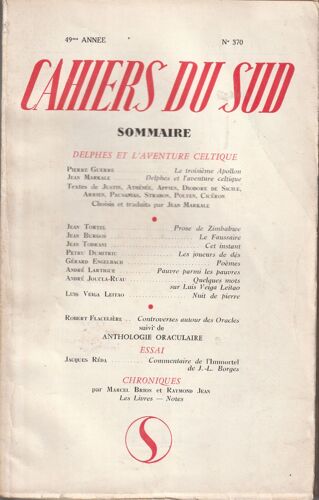 49me ANNEE N° 370
CAHIERS DU SUD
SOMMAIRE
DELPHES ET L'AVENTURE CELTIQUE
PIERRE GUERRE .. Le troisième Apollon
JEAN MARKALE .. Delphes et l'aventure celtique
Textes de JUSTIN, ATHÉNÉE, APPIEN, DIODORE DE SICILE,
ARRIEN, PAUSANIAS, STRABON, POLYEN, CICÉRON
Choisis et traduits par JEAN MARKALE
JEAN TORTEL .. Prose de Zimbabwe
JEAN BURGOS .. Le Faussaire
JEAN TODRANI .. Cet instant
PETRU DUMITRIU .. Les joueurs de dés
GÉRARD ENGELBACH .. Poèmes
ANDRÉ LARTIGUE .. Pauvre parmi les pauvres
ANDRÉ JOUCLA-RUAU .. Quelques mots
sur Luis Veiga Leitao
LUIS VEIGA LEITAO .. Nuit de pierre
ROBERT FLACELIÈRE .. Controverses autour des Oracles
suivi de
ANTHOLOGIE ORACULAIRE
ESSAI
JACQUES RÉDA .. Commentaire de l'Immortel
de J.-L. Borges
CHRONIQUES
par MARCEL BRION et RAYMOND JEAN
Les Livres — Notes
S